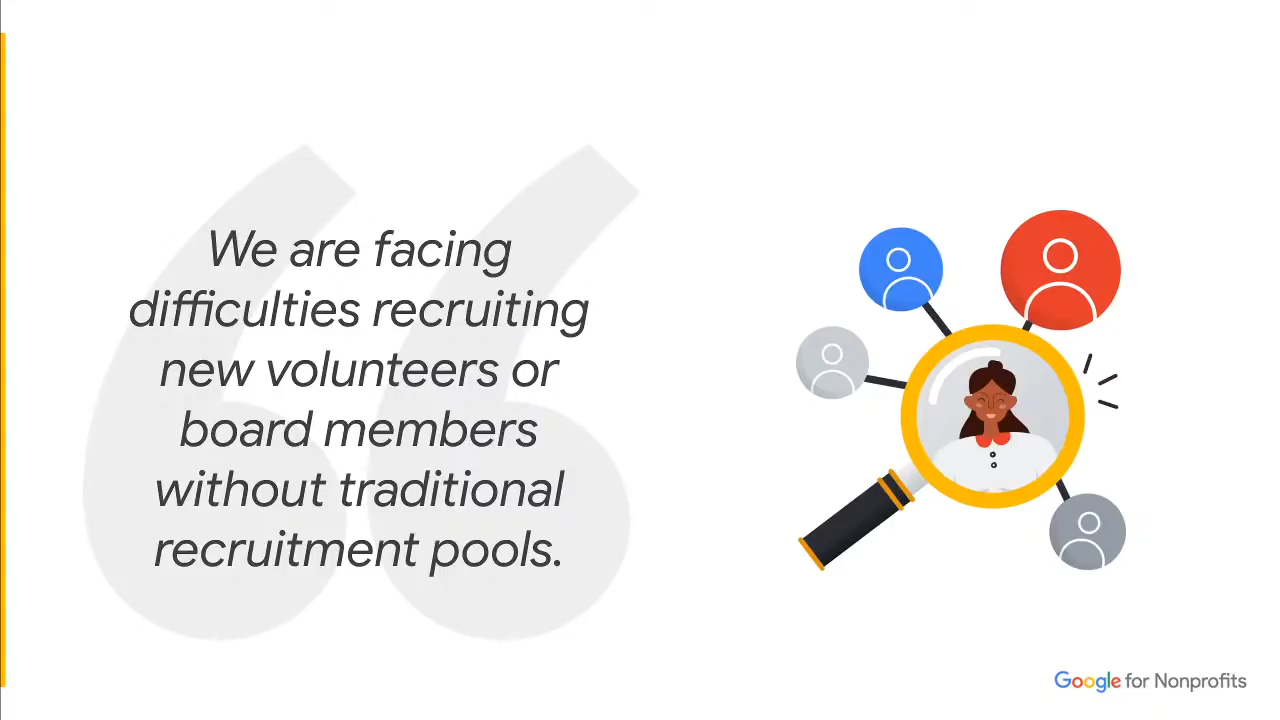 We are facing
difficulties recruiting
new volunteers or
board members
without traditional
recruitment pools.
Google for Nonprofits